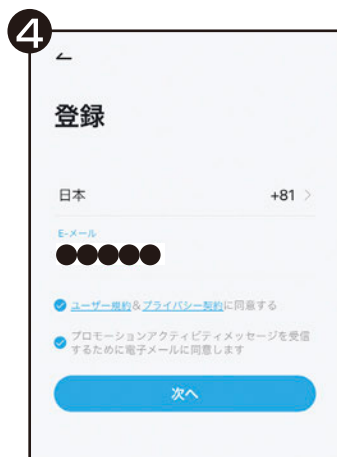 4
登録
日本 +81 >
E-メール
●●●●●
ユーザー規約&プライバシー契約に同意する
プロモーションアクティビティメッセージを受信
するために電子メールに同意します
次へ